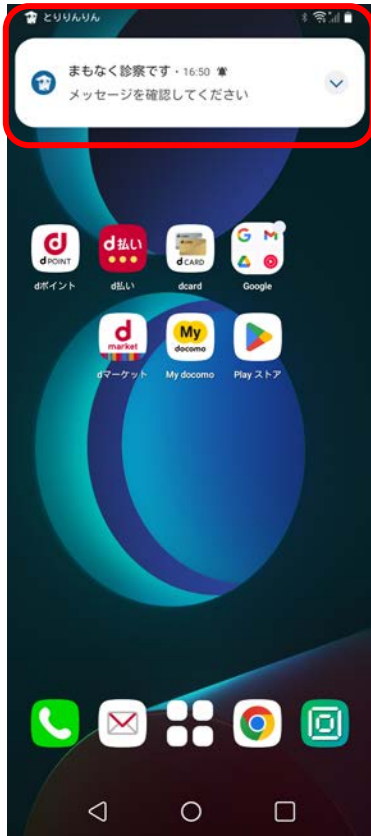 とりりんりん
まもなく診察です・16:50
メッセージを確認してください
d POINT
d払い
d CARD
G M
dポイント
d払い
dcard
Google
d market
My docomo
dマーケット
My docomo
Play ストア